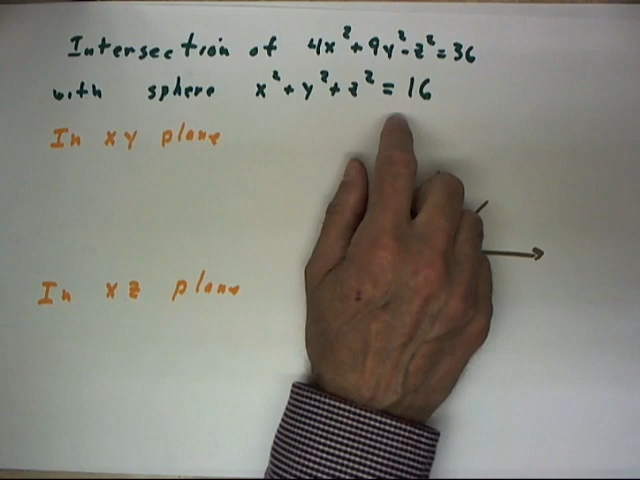 Intersection of 4x²+9y²-z²=36
with sphere x²+y²+z²=16
In xy plane
In xz plane